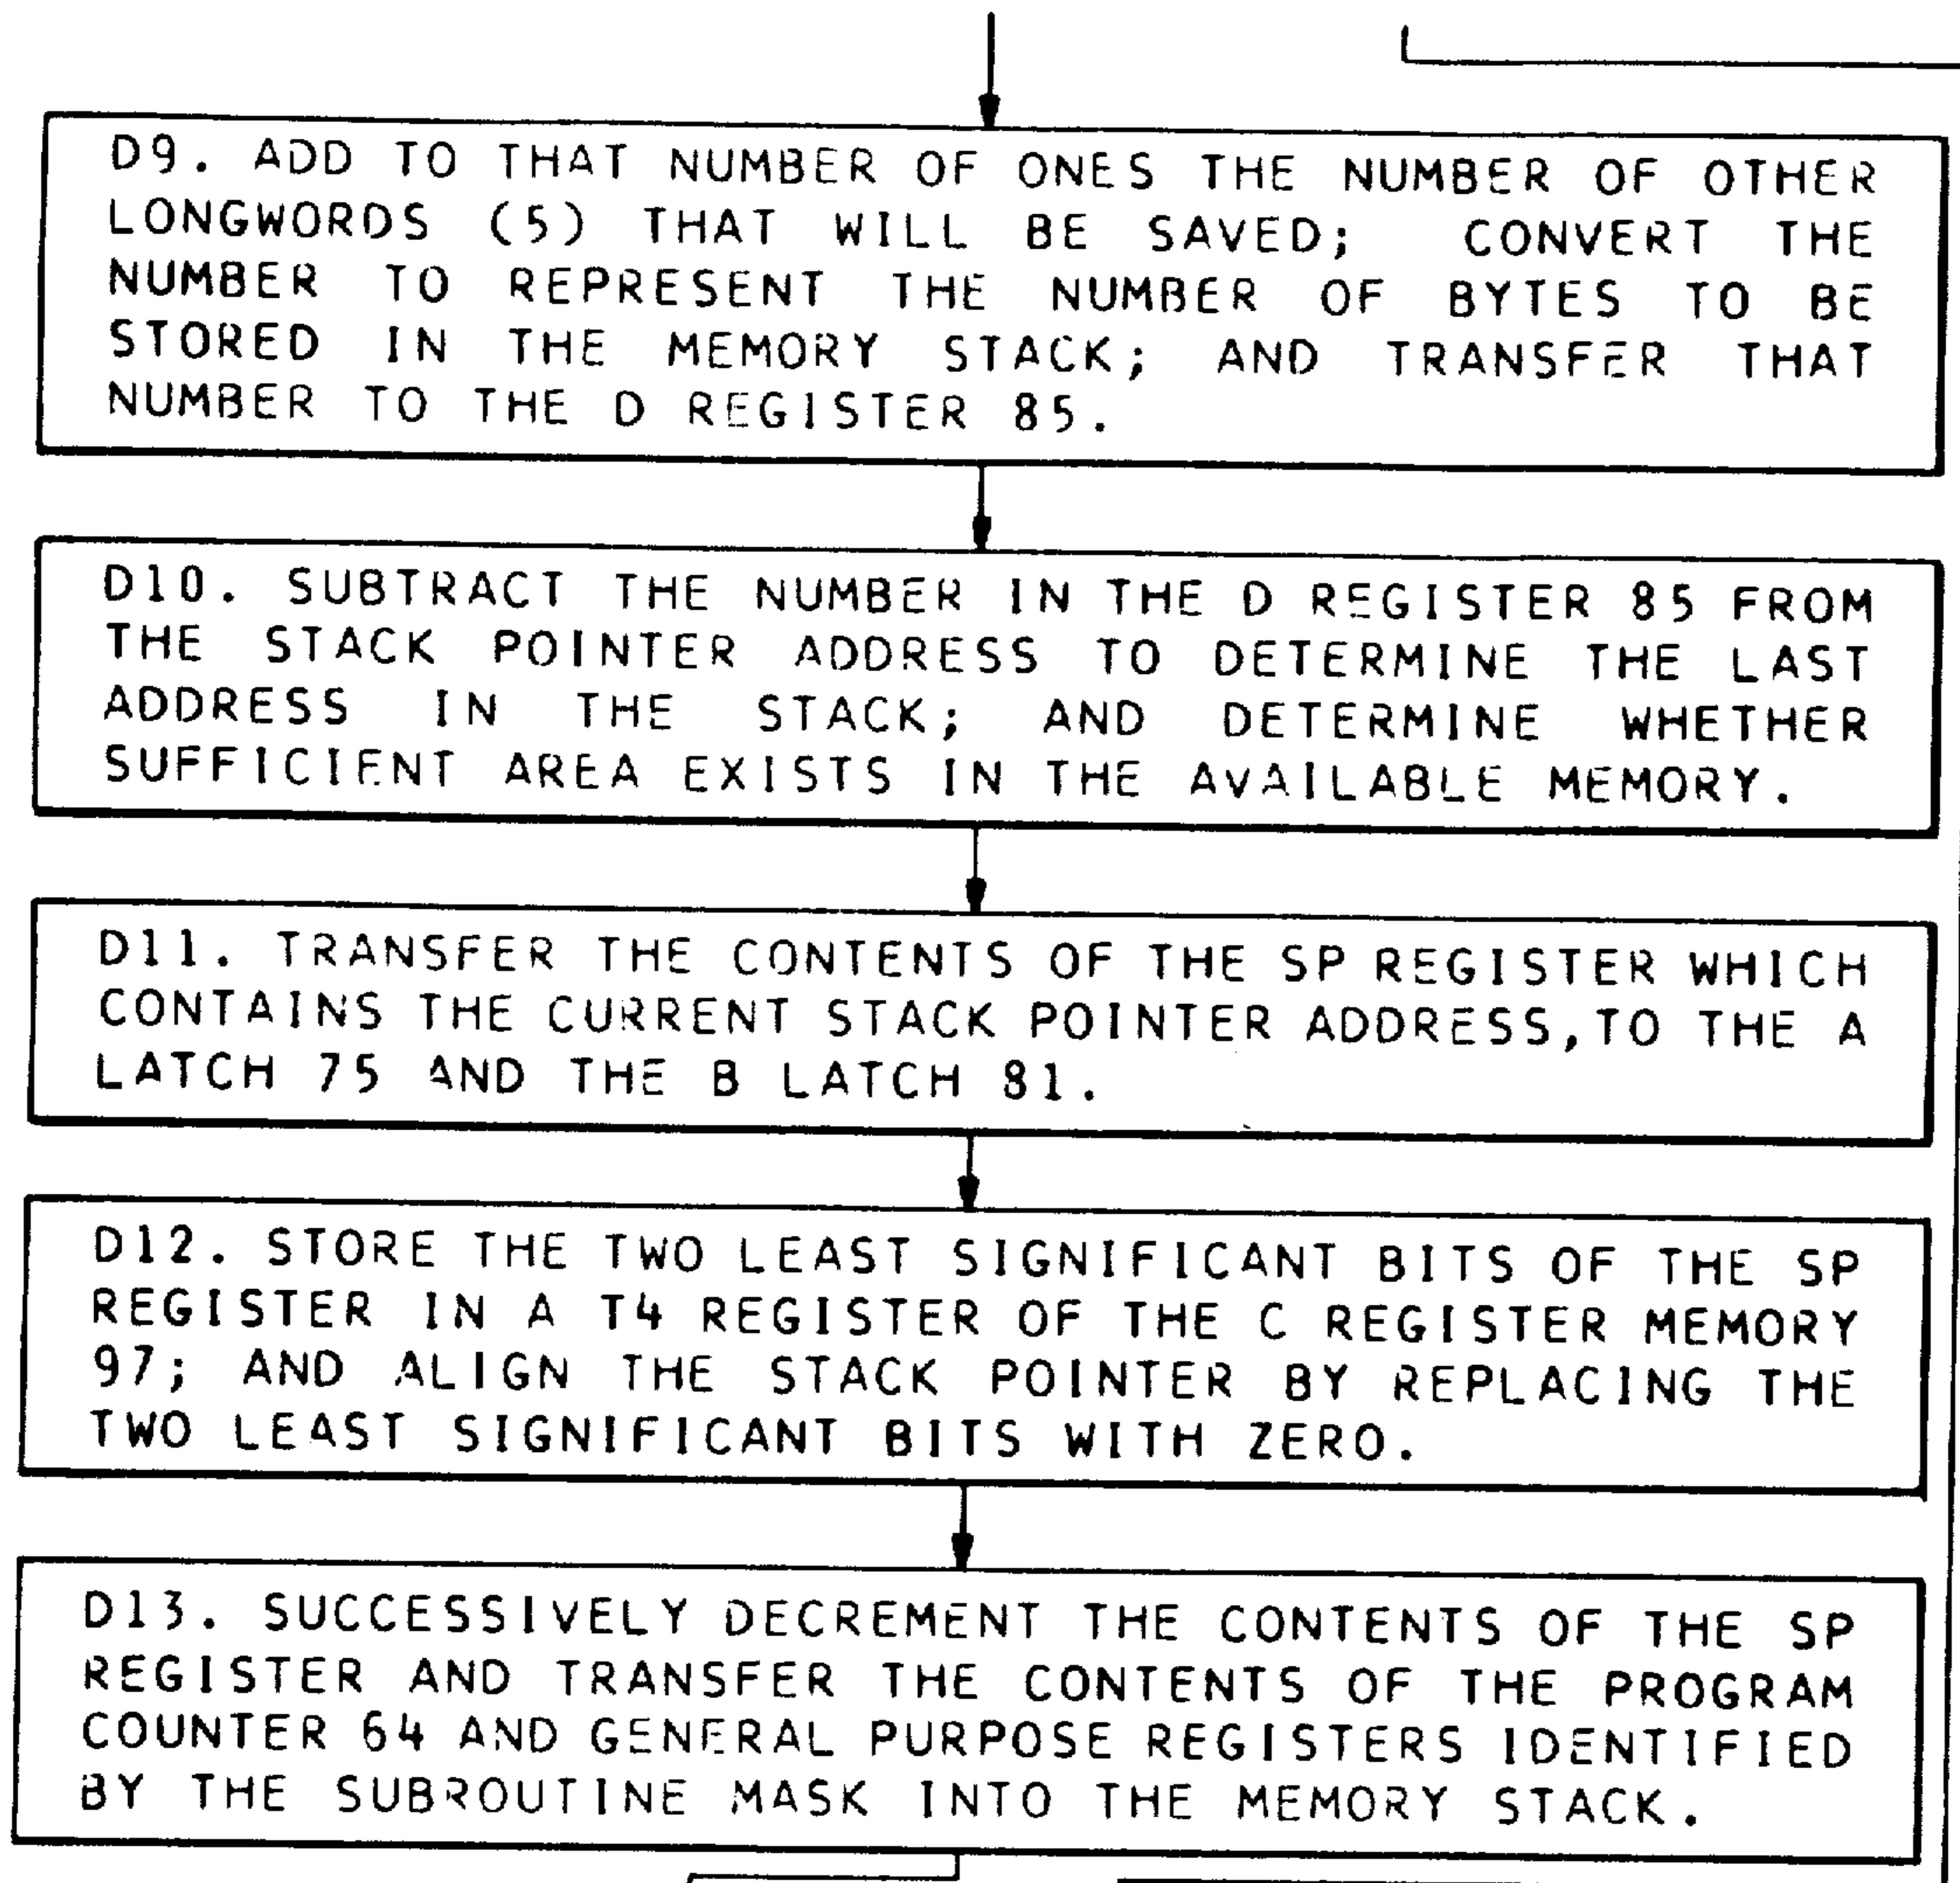 D9. ADD TO THAT NUMBER OF ONES THE NUMBER OF OTHER
LONGWORDS (5) THAT WILL BE SAVED; CONVERT THE
NUMBER TO REPRESENT THE NUMBER OF BYTES TO BE
STORED IN THE MEMORY STACK; AND TRANSFER THAT
NUMBER TO THE D REGISTER 85.
D10. SUBTRACT THE NUMBER IN THE D REGISTER 85 FROM
THE STACK POINTER ADDRESS TO DETERMINE THE LAST
ADDRESS IN THE STACK; AND DETERMINE WHETHER
SUFFICIENT AREA EXISTS IN THE AVAILABLE MEMORY.
D11. TRANSFER THE CONTENTS OF THE SP REGISTER WHICH
CONTAINS THE CURRENT STACK POINTER ADDRESS,TO THE A
LATCH 75 AND THE B LATCH 81.
D12. STORE THE TWO LEAST SIGNIFICANT BITS OF THE SP
REGISTER IN A T4 REGISTER OF THE C REGISTER MEMORY
97; AND ALIGN THE STACK POINTER BY REPLACING THE
TWO LEAST SIGNIFICANT BITS WITH ZERO.
D13. SUCCESSIVELY DECREMENT THE CONTENTS OF THE SP
REGISTER AND TRANSFER THE CONTENTS OF THE PROGRAM
COUNTER 64 AND GENERAL PURPOSE REGISTERS IDENTIFIED
BY THE SUBROUTINE MASK INTO THE MEMORY STACK.